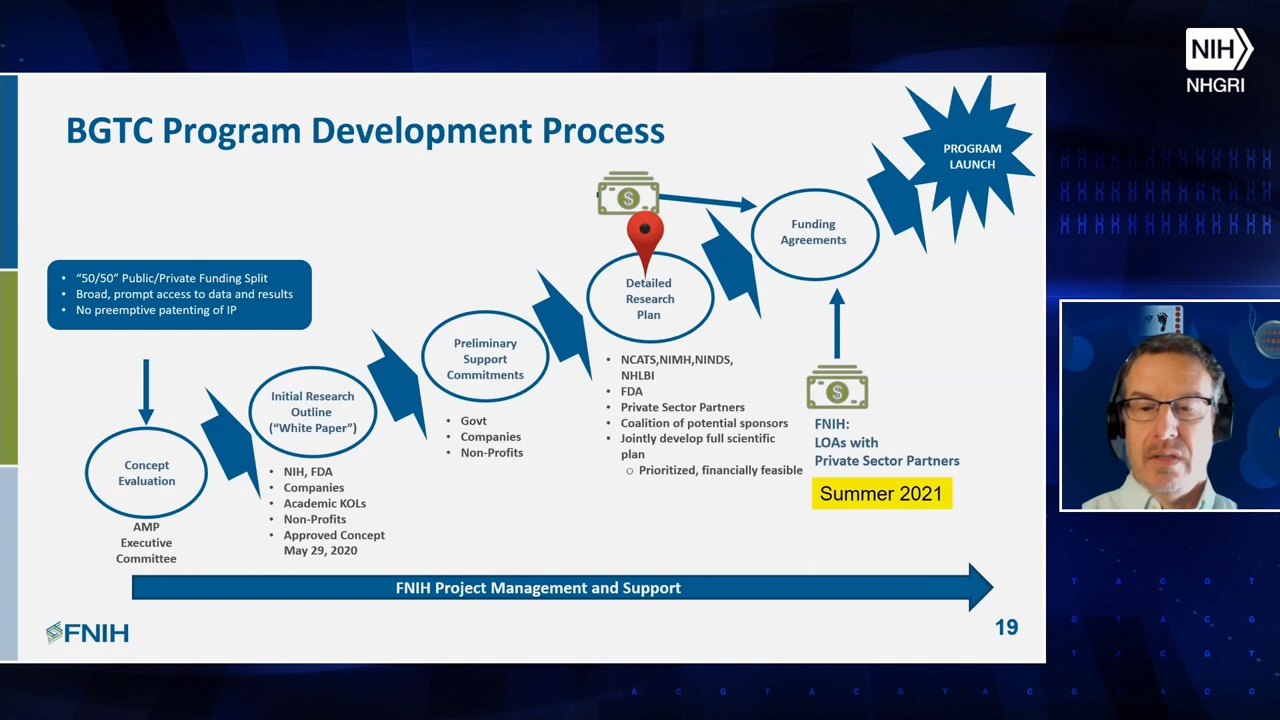 NIH
NHGRI
BGTC Program Development Process
PROGRAM
LAUNCH
Funding
Agreements
• "50/50" Public/Private Funding Split
• Broad, prompt access to data and results
• No preemptive patenting of IP
Detailed
Research
Plan
Preliminary
Support
Commitments
Initial Research
Outline
("White Paper")
Concept
Evaluation
AMP
Executive
Committee
• NIH, FDA
• Companies
• Academic KOLs
• Non-Profits
• Approved Concept
May 29, 2020
• Govt
• Companies
• Non-Profits
• NCATS,NIMH,NINDS,
NHLBI
• FDA
• Private Sector Partners
• Coalition of potential sponsors
• Jointly develop full scientific
plan
o Prioritized, financially feasible
$
$
FNIH:
LOAs with
Private Sector Partners
Summer 2021
FNIH Project Management and Support
FNIH
19
T A C G T
G T A C G T
T A C G T
G T A C G T
A C G T A C G T A C G T A C G T